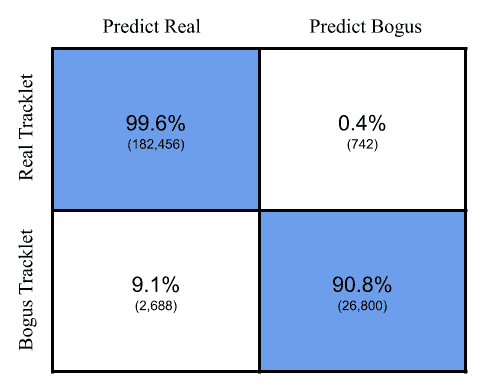 Predict Real
Predict Bogus
Real Tracklet
99.6%
(182,456)
0.4%
(742)
Bogus Tracklet
9.1%
(2,688)
90.8%
(26,800)